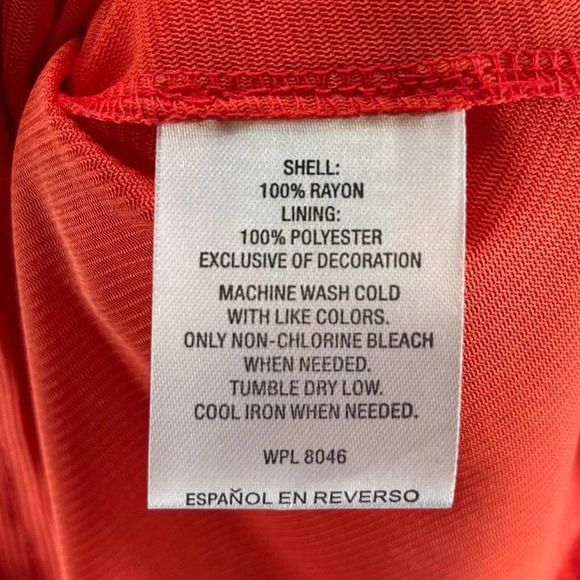 SHELL:
100% RAYON
LINING:
100% POLYESTER
EXCLUSIVE OF DECORATION
MACHINE WASH COLD
WITH LIKE COLORS.
ONLY NON-CHLORINE BLEACH
WHEN NEEDED.
TUMBLE DRY LOW.
COOL IRON WHEN NEEDED.
WPL 8046
ESPAÑOL EN REVERSO